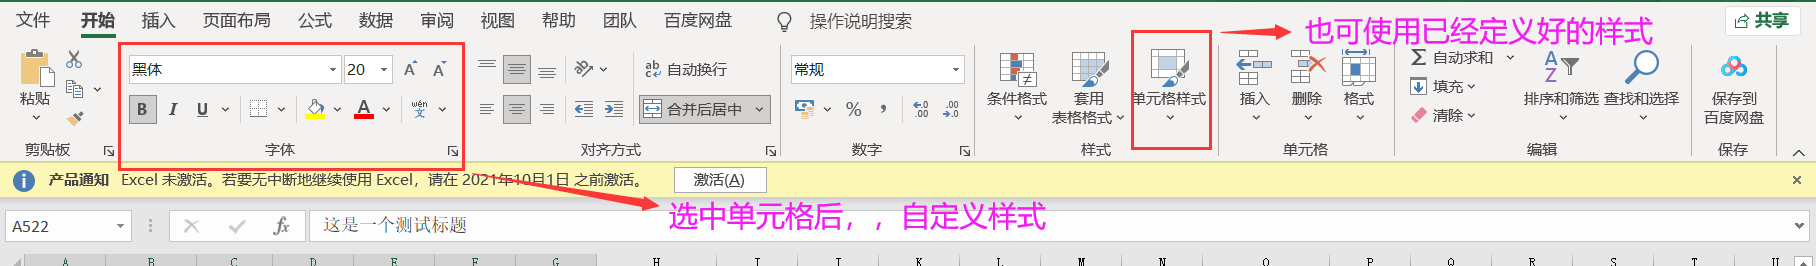 文件 开始 插入 页面布局 公式 数据 审阅 视图 帮助 团队 百度网盘 操作说明搜索 共享
也可使用已经定义好的样式
粘贴
剪贴板
黑体 20 A A
B I U A wén 文
字体
ab 自动换行
合并后居中
对齐方式
常规
% , .00 .0
数字
条件格式 套用 表格格式 单元格样式
样式
插入 删除 格式
单元格
自动求和
填充
清除
排序和筛选 查找和选择
编辑
保存到 百度网盘
保存
产品通知 Excel 未激活。若要无中断地继续使用 Excel，请在 2021年10月1日 之前激活。 激活(A)
选中单元格后，，自定义样式
A522 fx 这是一个测试标题
A B C D E F G H I J K L M N O P Q R S T U